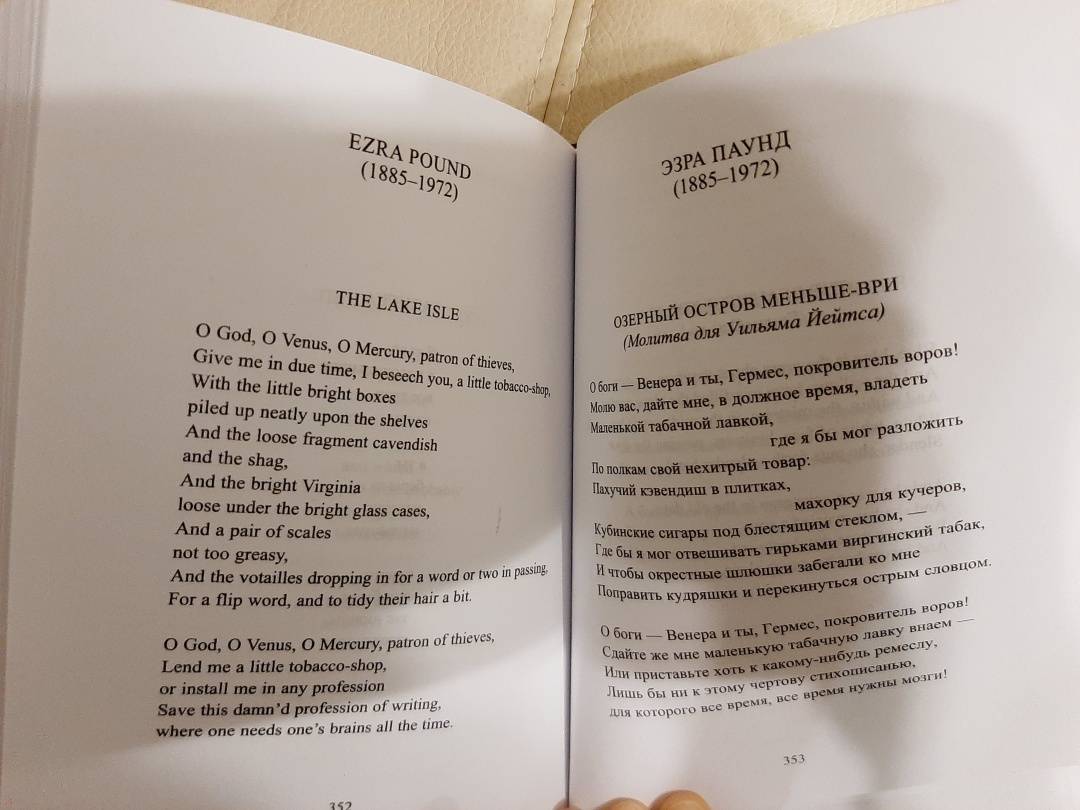 EZRA POUND
(1885–1972)
THE LAKE ISLE
O God, O Venus, O Mercury, patron of thieves,
Give me in due time, I beseech you, a little tobacco-shop,
With the little bright boxes
piled up neatly upon the shelves
And the loose fragment cavendish
and the shag,
And the bright Virginia
loose under the bright glass cases,
And a pair of scales
not too greasy,
And the votailles dropping in for a word or two in passing,
For a flip word, and to tidy their hair a bit.
O God, O Venus, O Mercury, patron of thieves,
Lend me a little tobacco-shop,
or install me in any profession
Save this damn’d profession of writing,
where one needs one’s brains all the time.
352
ЭЗРА ПАУНД
(1885–1972)
ОЗЕРНЫЙ ОСТРОВ МЕНЬШЕ-ВРИ
(Молитва для Уильяма Йейтса)
О боги — Венера и ты, Гермес, покровитель воров!
Молю вас, дайте мне, в должное время, владеть
Маленькой табачной лавкой,
где я бы мог разложить
По полкам свой нехитрый товар:
Пахучий кэвендиш в плитках,
махорку для кучеров,
Кубинские сигары под блестящим стеклом, —
Где бы я мог отвешивать гирьками виргинский табак,
И чтобы окрестные шлюшки забегали ко мне
Поправить кудряшки и перекинуться острым словцом.
О боги — Венера и ты, Гермес, покровитель воров!
Сдайте же мне маленькую табачную лавку внаем —
Или приставьте хоть к какому-нибудь ремеслу,
Лишь бы ни к этому чертову стихописанью,
для которого все время, все время нужны мозги!
353